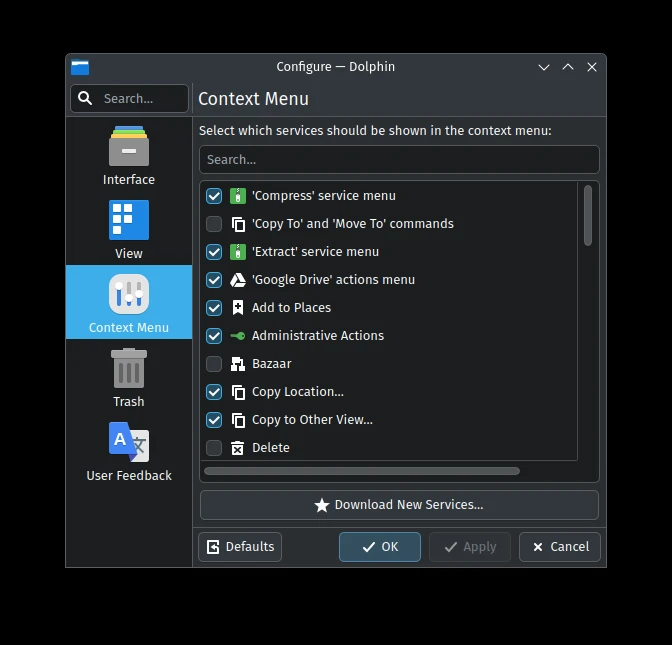 Configure — Dolphin
Search...
Context Menu
Interface
View
Context Menu
Trash
A
User Feedback
Select which services should be shown in the context menu:
Search...
'Compress' service menu
'Copy To' and 'Move To' commands
'Extract' service menu
'Google Drive' actions menu
Add to Places
Administrative Actions
Bazaar
Copy Location...
Copy to Other View...
Delete
Download New Services...
Defaults
OK
Apply
Cancel